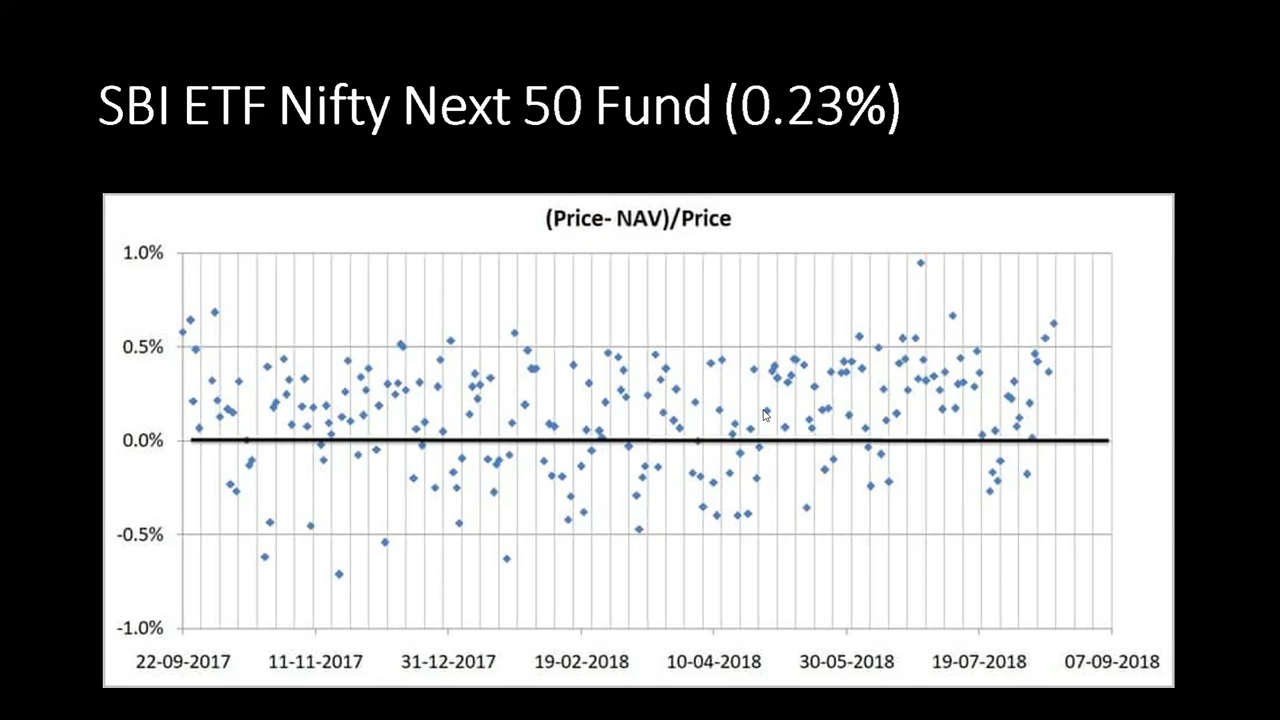 SBI ETF Nifty Next 50 Fund (0.23%)
(Price- NAV)/Price
1.0%
0.5%
0.0%
-0.5%
-1.0%
22-09-2017 11-11-2017 31-12-2017 19-02-2018 10-04-2018 30-05-2018 19-07-2018 07-09-2018